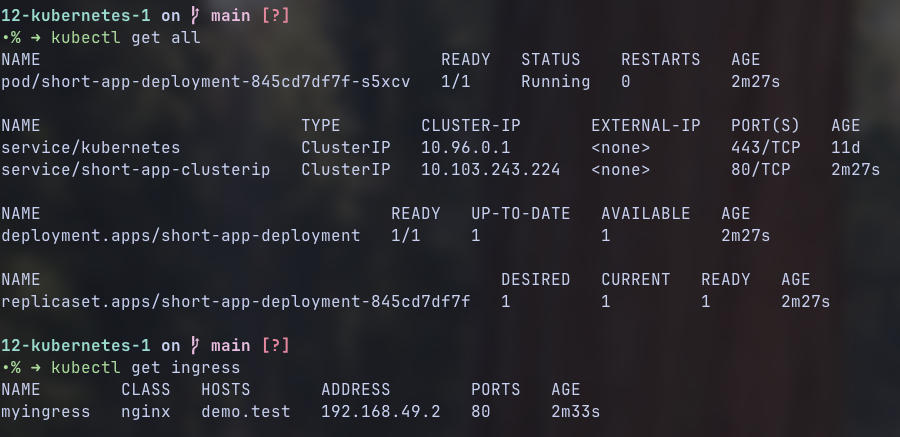 12-kubernetes-1 on main [?]
•% → kubectl get all
NAME READY STATUS RESTARTS AGE
pod/short-app-deployment-845cd7df7f-s5xcv 1/1 Running 0 2m27s
NAME TYPE CLUSTER-IP EXTERNAL-IP PORT(S) AGE
service/kubernetes ClusterIP 10.96.0.1 <none> 443/TCP 11d
service/short-app-clusterip ClusterIP 10.103.243.224 <none> 80/TCP 2m27s
NAME READY UP-TO-DATE AVAILABLE AGE
deployment.apps/short-app-deployment 1/1 1 1 2m27s
NAME DESIRED CURRENT READY AGE
replicaset.apps/short-app-deployment-845cd7df7f 1 1 1 2m27s
12-kubernetes-1 on main [?]
•% → kubectl get ingress
NAME CLASS HOSTS ADDRESS PORTS AGE
myingress nginx demo.test 192.168.49.2 80 2m33s